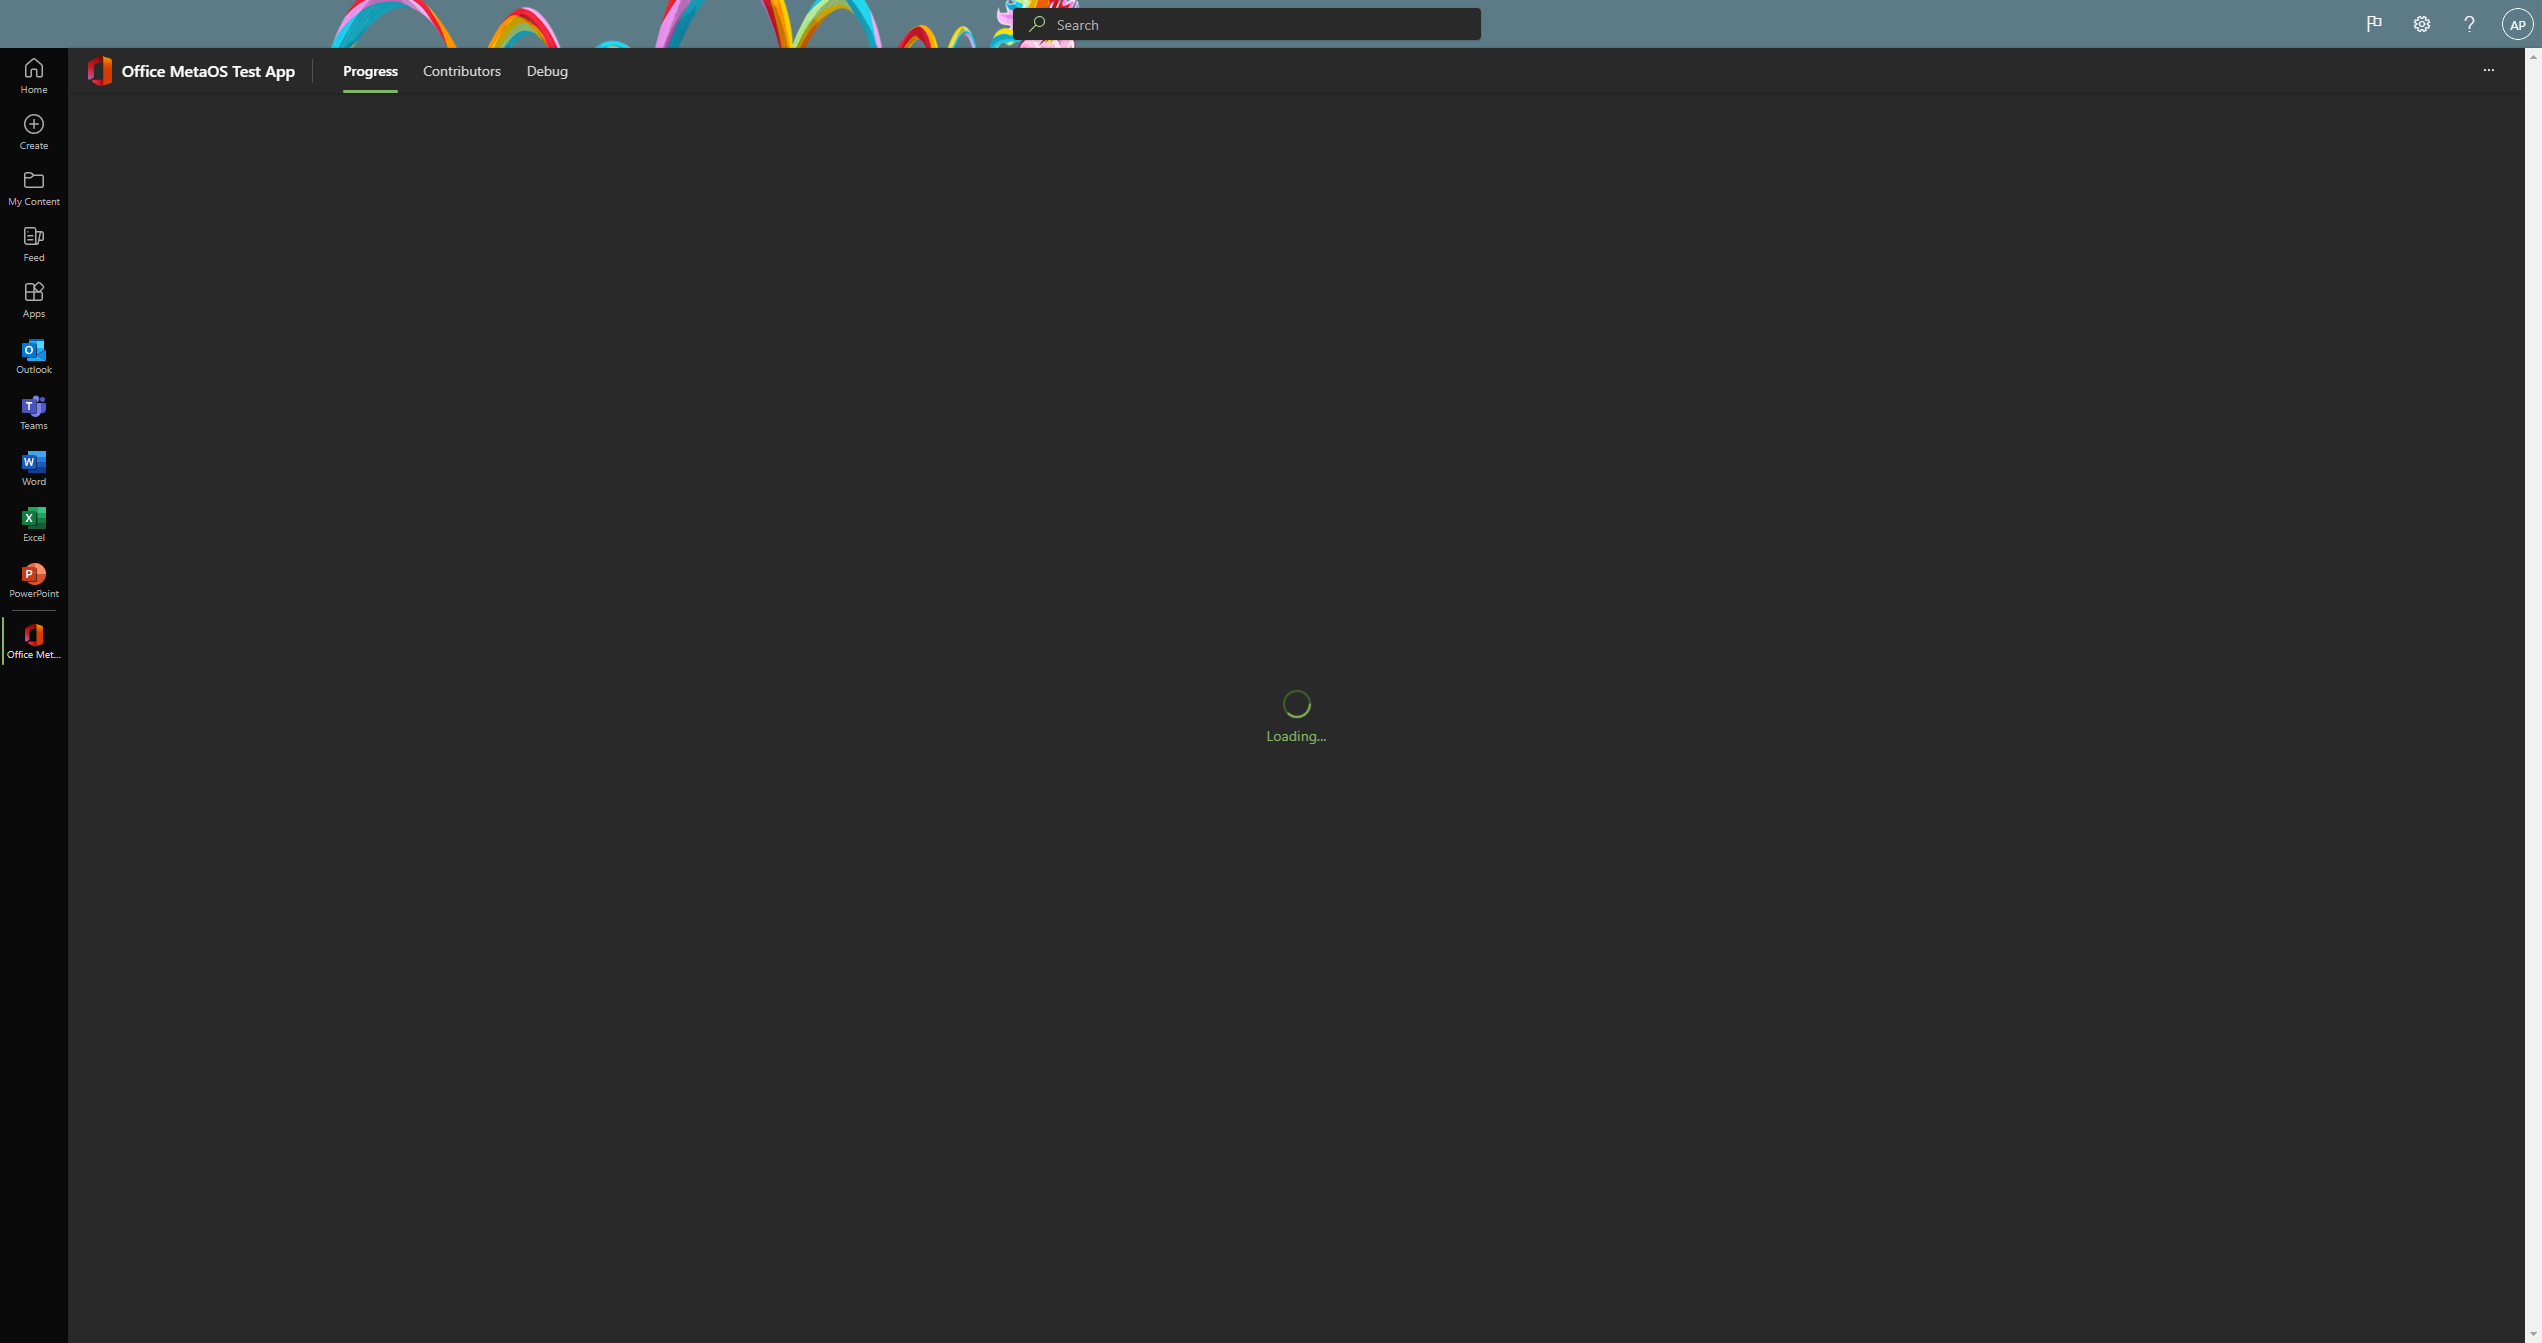 Search
AP
Office MetaOS Test App
Progress
Contributors
Debug
Home
Create
My Content
Feed
Apps
Outlook
Teams
Word
Excel
PowerPoint
Office Met...
Loading...